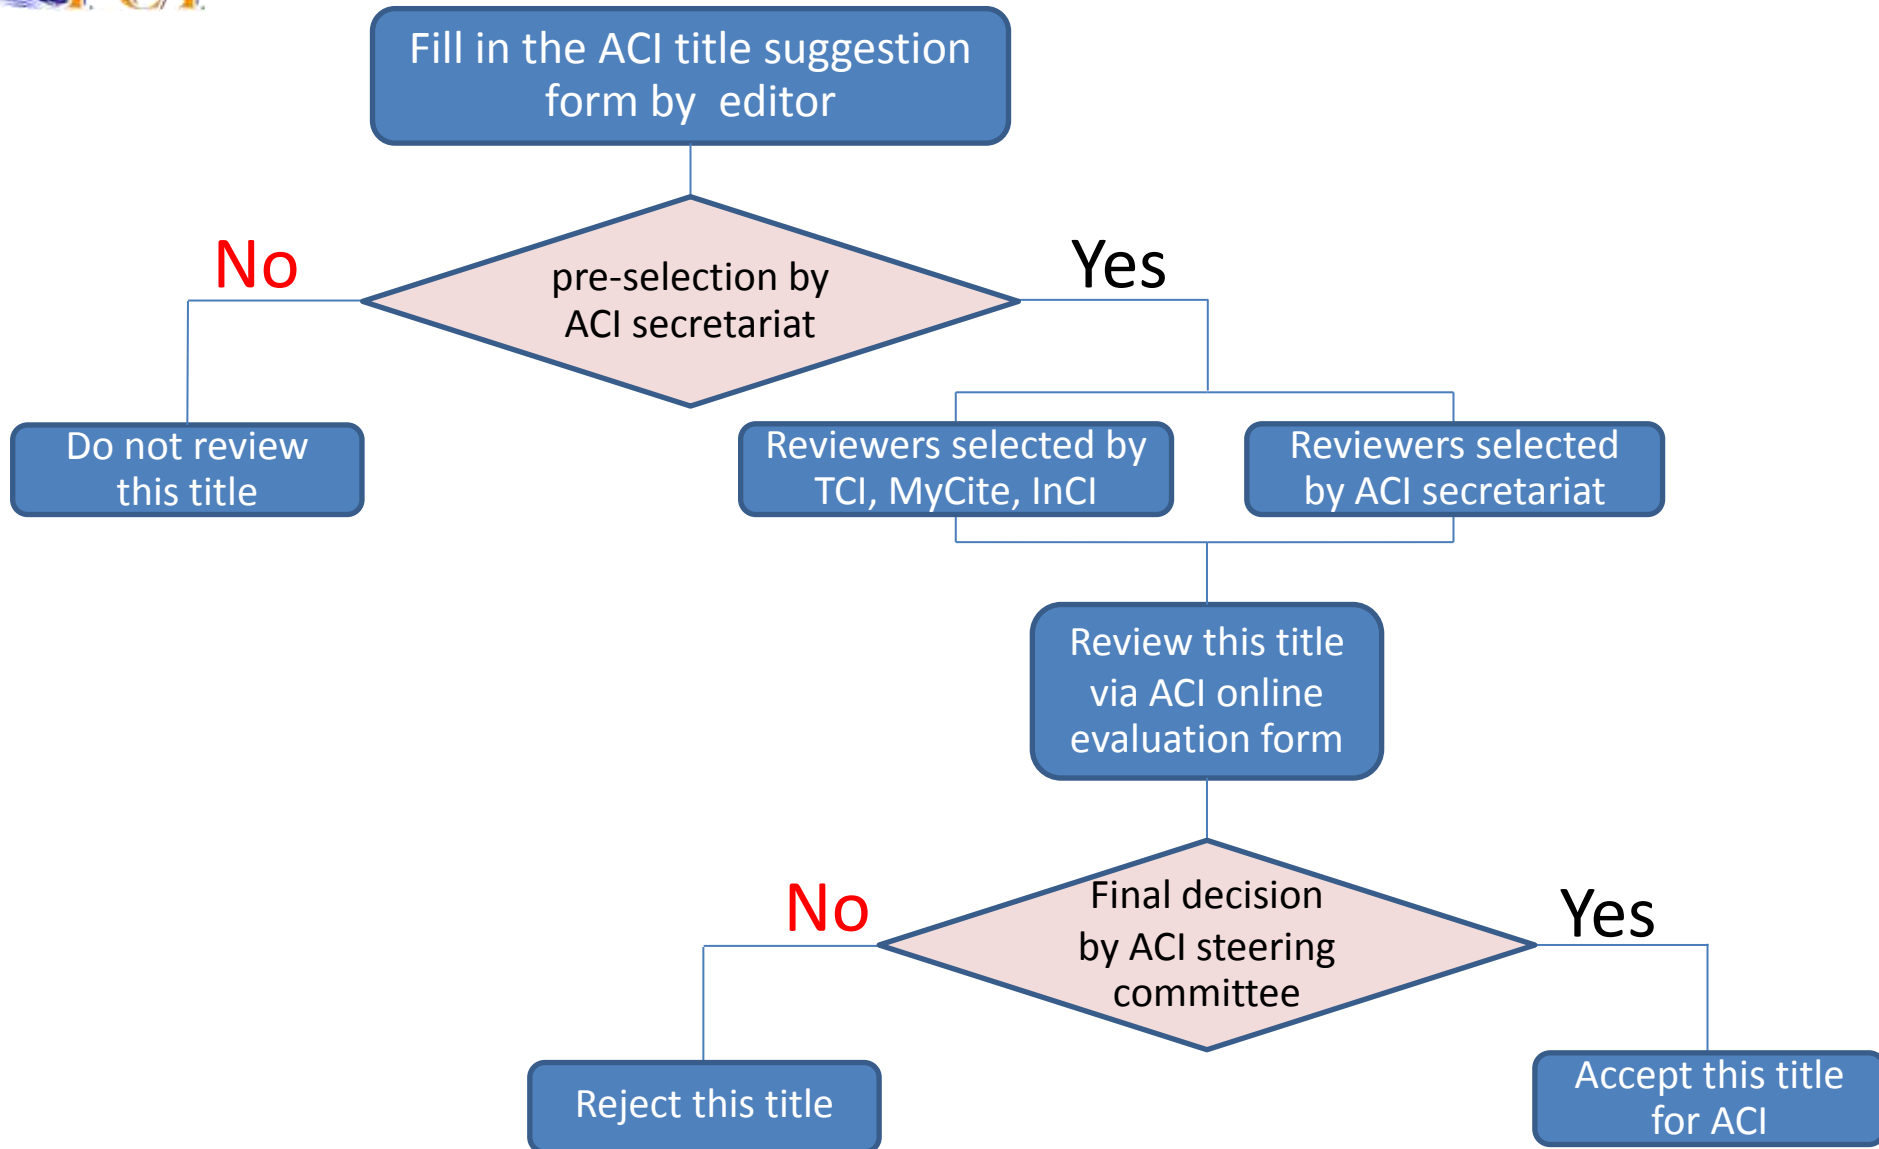 Fill in the ACI title suggestion
form by editor
No
Yes
pre-selection by
ACI secretariat
Do not review
this title
Reviewers selected by
TCI, MyCite, InCI
Reviewers selected
by ACI secretariat
Review this title
via ACI online
evaluation form
No
Yes
Final decision
by ACI steering
committee
Reject this title
Accept this title
for ACI